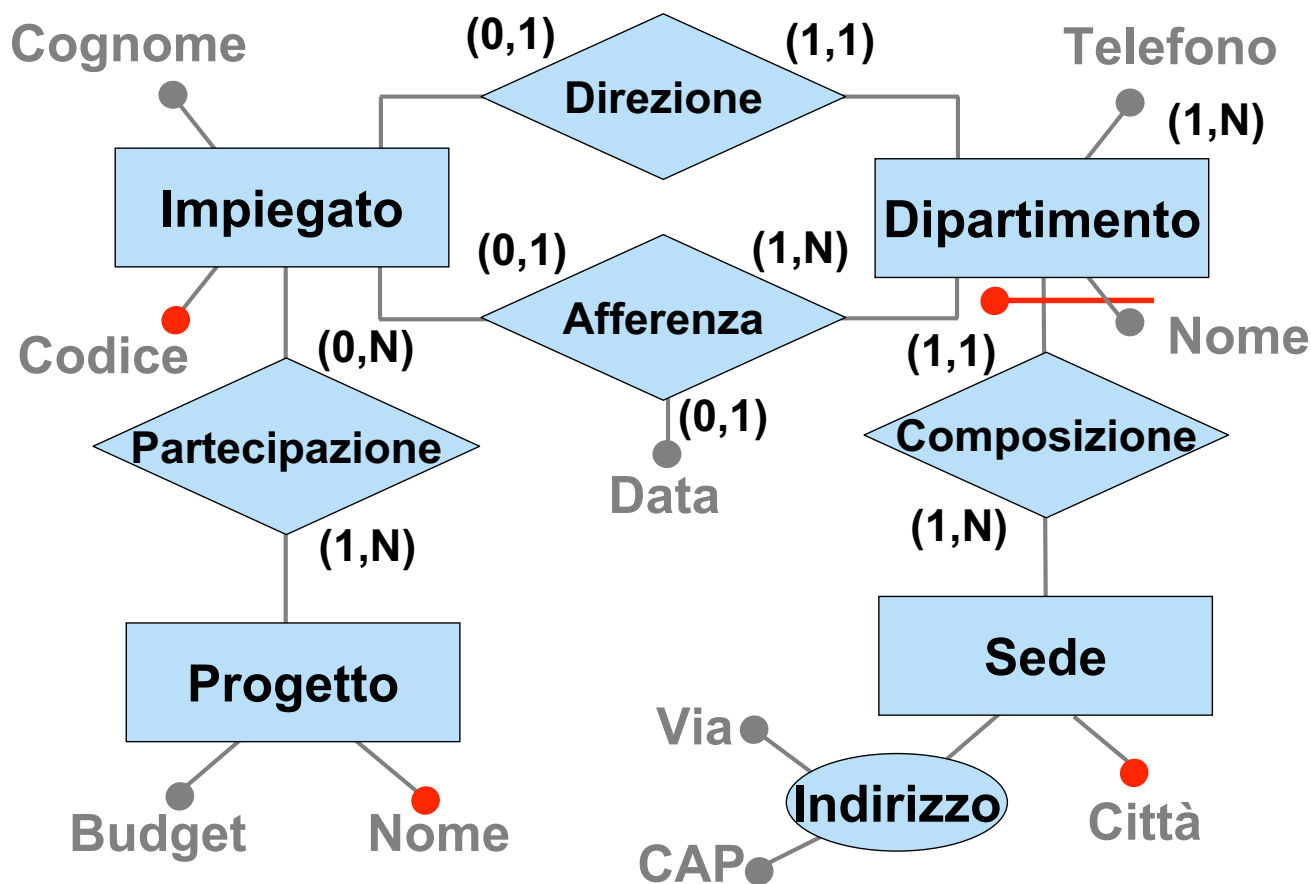 Cognome
(0,1)
(1,1)
Telefono
Direzione
(1,N)
Impiegato
Dipartimento
(0,1)
(1,N)
Afferenza
Codice
(0,N)
(1,1)
Nome
Partecipazione
(0,1)
Composizione
Data
(1,N)
(1,N)
Progetto
Sede
Via
Indirizzo
Budget
Nome
Città
CAP